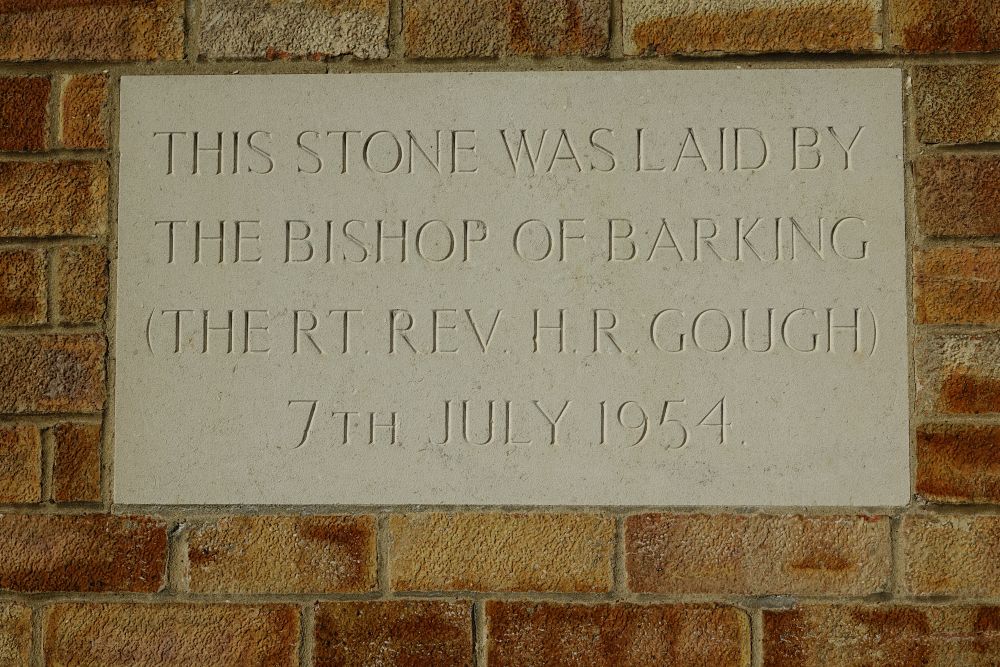 THIS STONE WAS LAID BY
THE BISHOP OF BARKING
(THE RT. REV. H. R. GOUGH)
7TH JULY 1954.